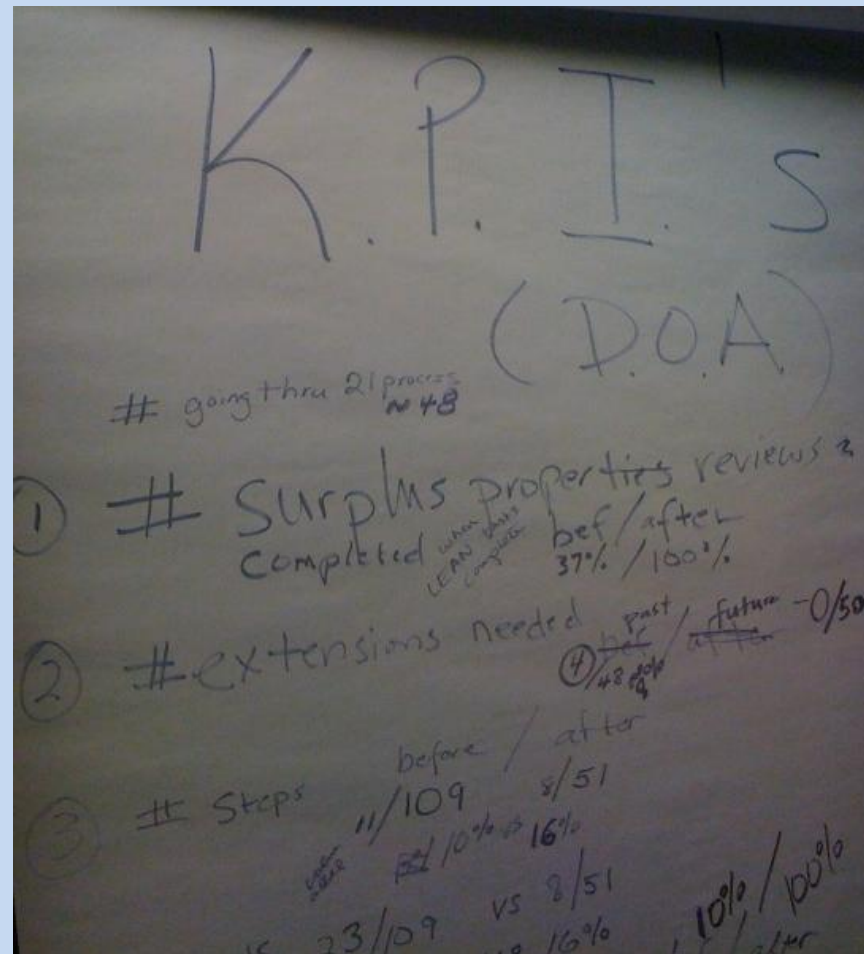 K.P.I.'s
(D.O.A.)
# going thru 21 process
~ 48
① # Surplus properties reviews
completed when LEAN bef/after
complete 37% / 100%
② # extensions needed past / future - 0/50
④/48
③ # Steps before / after
11/109 8/51
10% vs 16%
23/109 vs 8/51
16% 10% / 100%
after